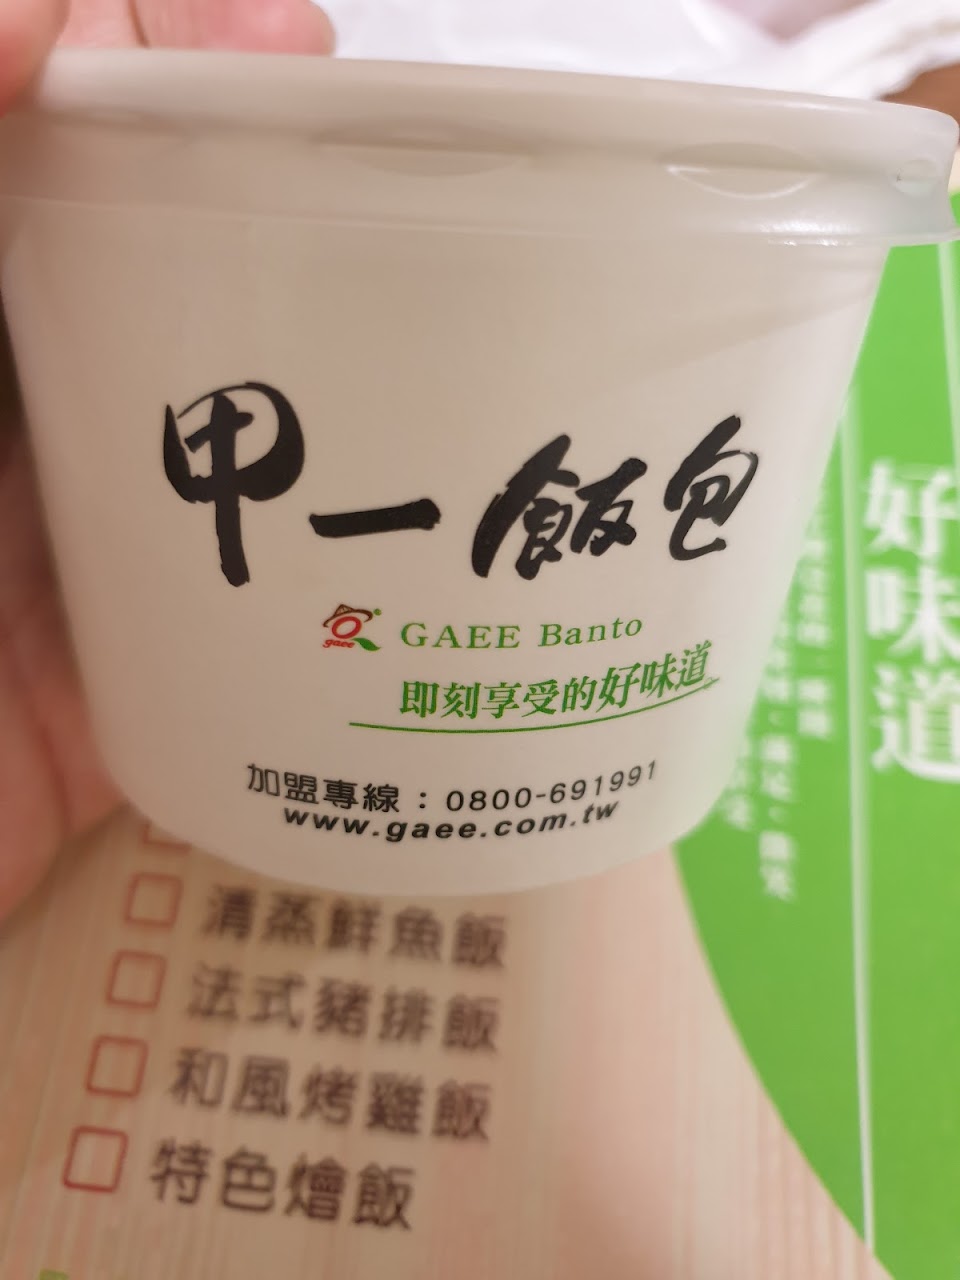 甲一飯包
gaee
GAEE Banto
即刻享受的好味道
加盟專線：0800-691991
www.gaee.com.tw
清蒸鮮魚飯
法式豬排飯
和風烤雞飯
特色燴飯
好味道